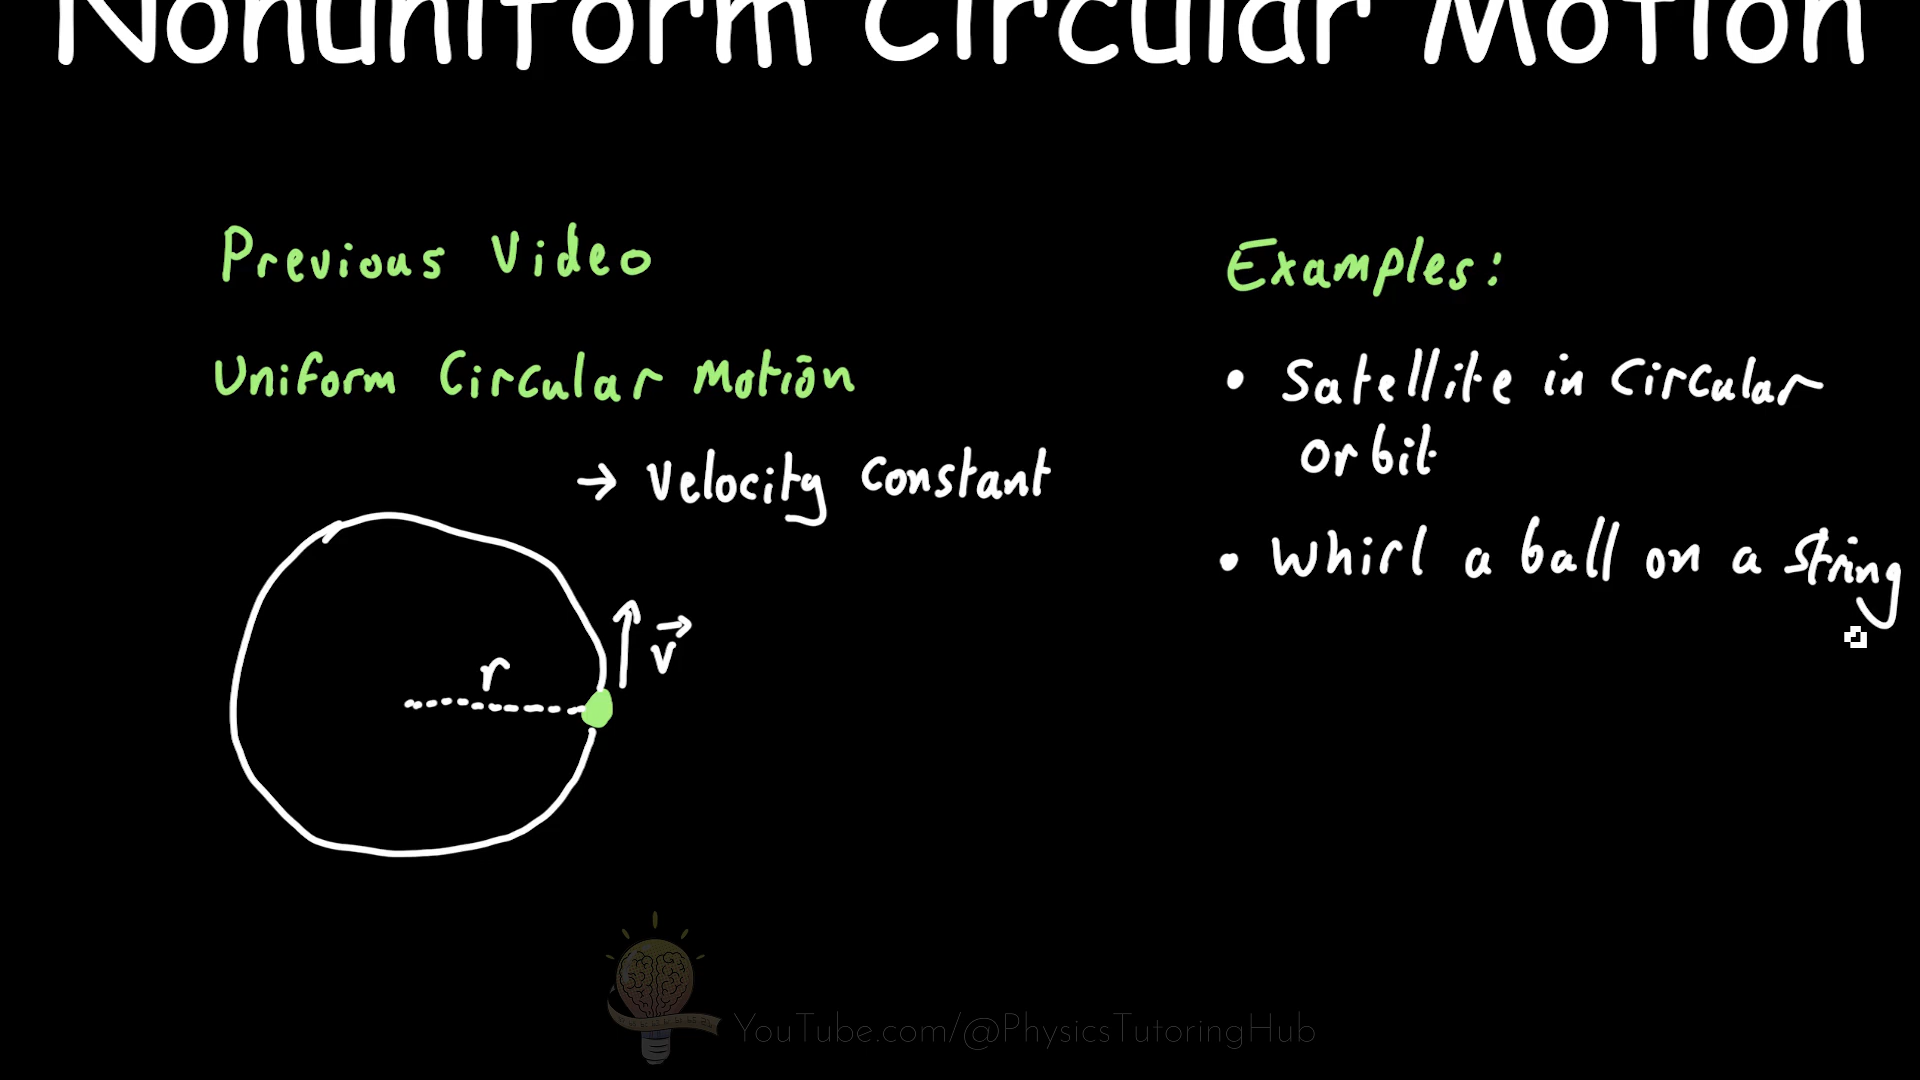 Nonuniform Circular Motion
Previous Video
Uniform Circular Motion
→ Velocity Constant
r
v
Examples:
• Satellite in Circular
Orbit
• Whirl a ball on a string
YouTube.com/@PhysicsTutoringHub